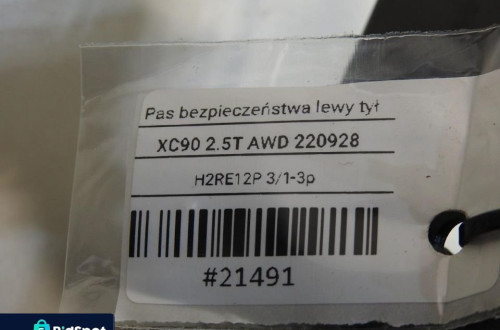 Pas bezpieczeństwa lewy tył
XC90 2.5T AWD 220928
H2RE12P 3/1-3p
#21491